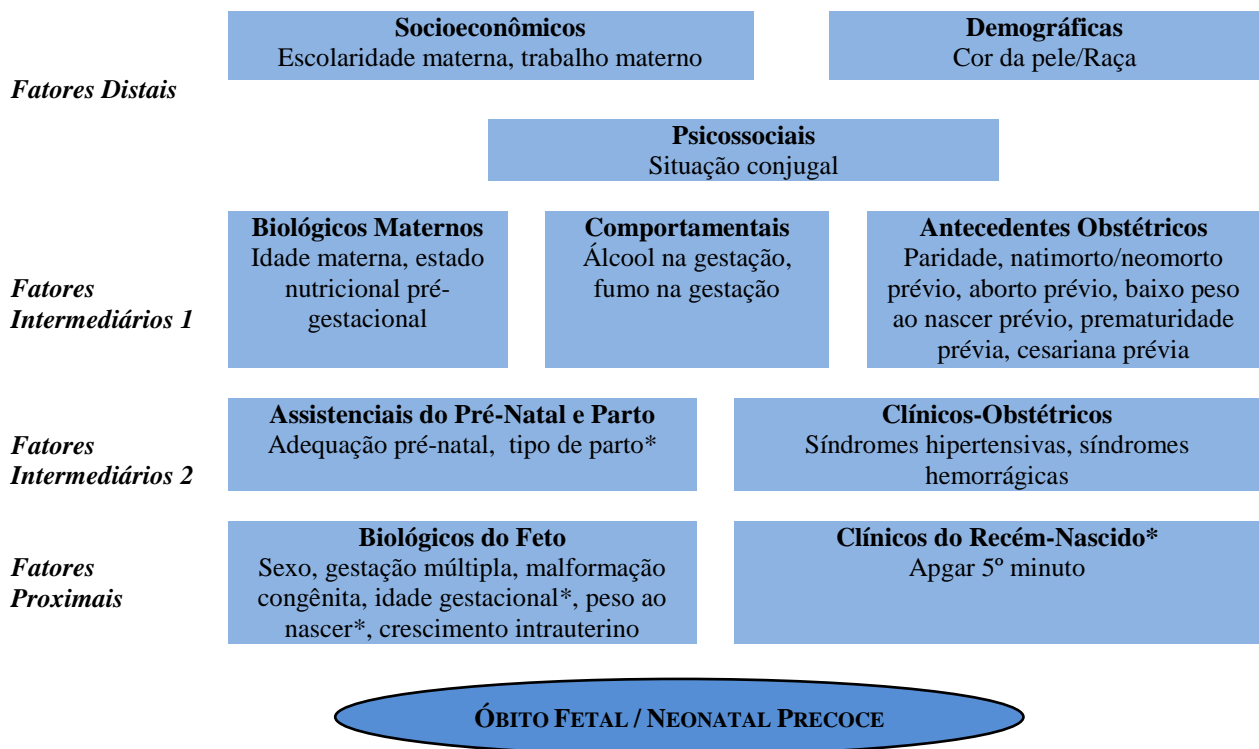 Socioeconômicos
Escolaridade materna, trabalho materno
Demográficas
Cor da pele/Raça
Fatores Distais
Psicossociais
Situação conjugal
Biológicos Maternos
Idade materna, estado
nutricional pré-
gestacional
Comportamentais
Álcool na gestação,
fumo na gestação
Antecedentes Obstétricos
Paridade, natimorto/neomorto
prévio, aborto prévio, baixo peso
ao nascer prévio, prematuridade
prévia, cesariana prévia
Fatores
Intermediários 1
Assistenciais do Pré-Natal e Parto
Adequação pré-natal, tipo de parto*
Clínicos-Obstétricos
Síndromes hipertensivas, síndromes
hemorrágicas
Fatores
Intermediários 2
Biológicos do Feto
Sexo, gestação múltipla, malformação
congênita, idade gestacional*, peso ao
nascer*, crescimento intrauterino
Clínicos do Recém-Nascido*
Apgar 5º minuto
Fatores
Proximais
ÓBITO FETAL / NEONATAL PRECOCE